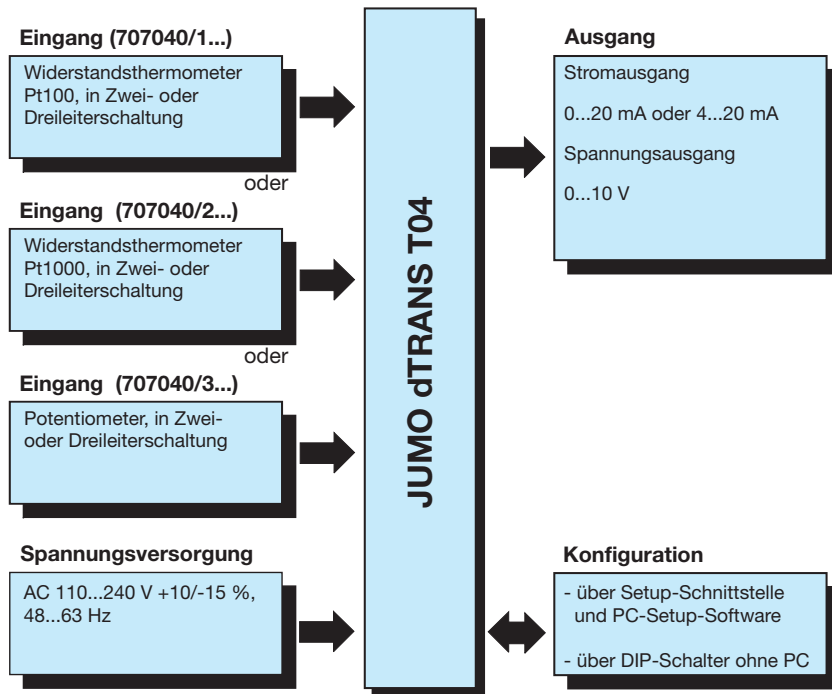 Eingang (707040/1...)
Widerstandsthermometer
Pt100, in Zwei- oder
Dreileiterschaltung
oder
Eingang (707040/2...)
Widerstandsthermometer
Pt1000, in Zwei- oder
Dreileiterschaltung
oder
Eingang (707040/3...)
Potentiometer, in Zwei-
oder Dreileiterschaltung
Spannungsversorgung
AC 110...240 V +10/-15 %,
48...63 Hz
JUMO dTRANS T04
Ausgang
Stromausgang
0...20 mA oder 4...20 mA
Spannungsausgang
0...10 V
Konfiguration
- über Setup-Schnittstelle
und PC-Setup-Software
- über DIP-Schalter ohne PC